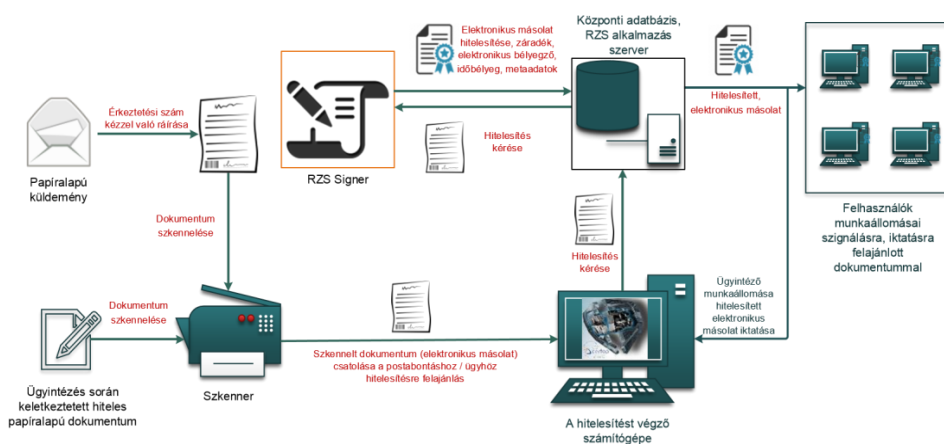 Elektronikus másolat
hitelesítése, záradék,
elektronikus bélyegző,
időbélyeg, metaadatok
Központi adatbázis,
RZS alkalmazás
szerver
Érkeztetési szám
kézzel való ráírása
Hitelesített,
elektronikus másolat
Hitelesítés
kérése
Papíralapú
küldemény
RZS Signer
Felhasználók
munkaállomásai
szignálásra, iktatásra
felajánlott
dokumentummal
Dokumentum
szkennelése
Hitelesítés
kérése
Ügyintéző
munkaállomása
hitelesített
elektronikus
másolat iktatása
Dokumentum
szkennelése
Szkennelt dokumentum (elektronikus másolat)
csatolása a postabontáshoz / ügyhöz
hitelesítésre felajánlás
Ügyintézés során
keletkeztetett hiteles
papíralapú dokumentum
Szkenner
A hitelesítést végző
számítógépe